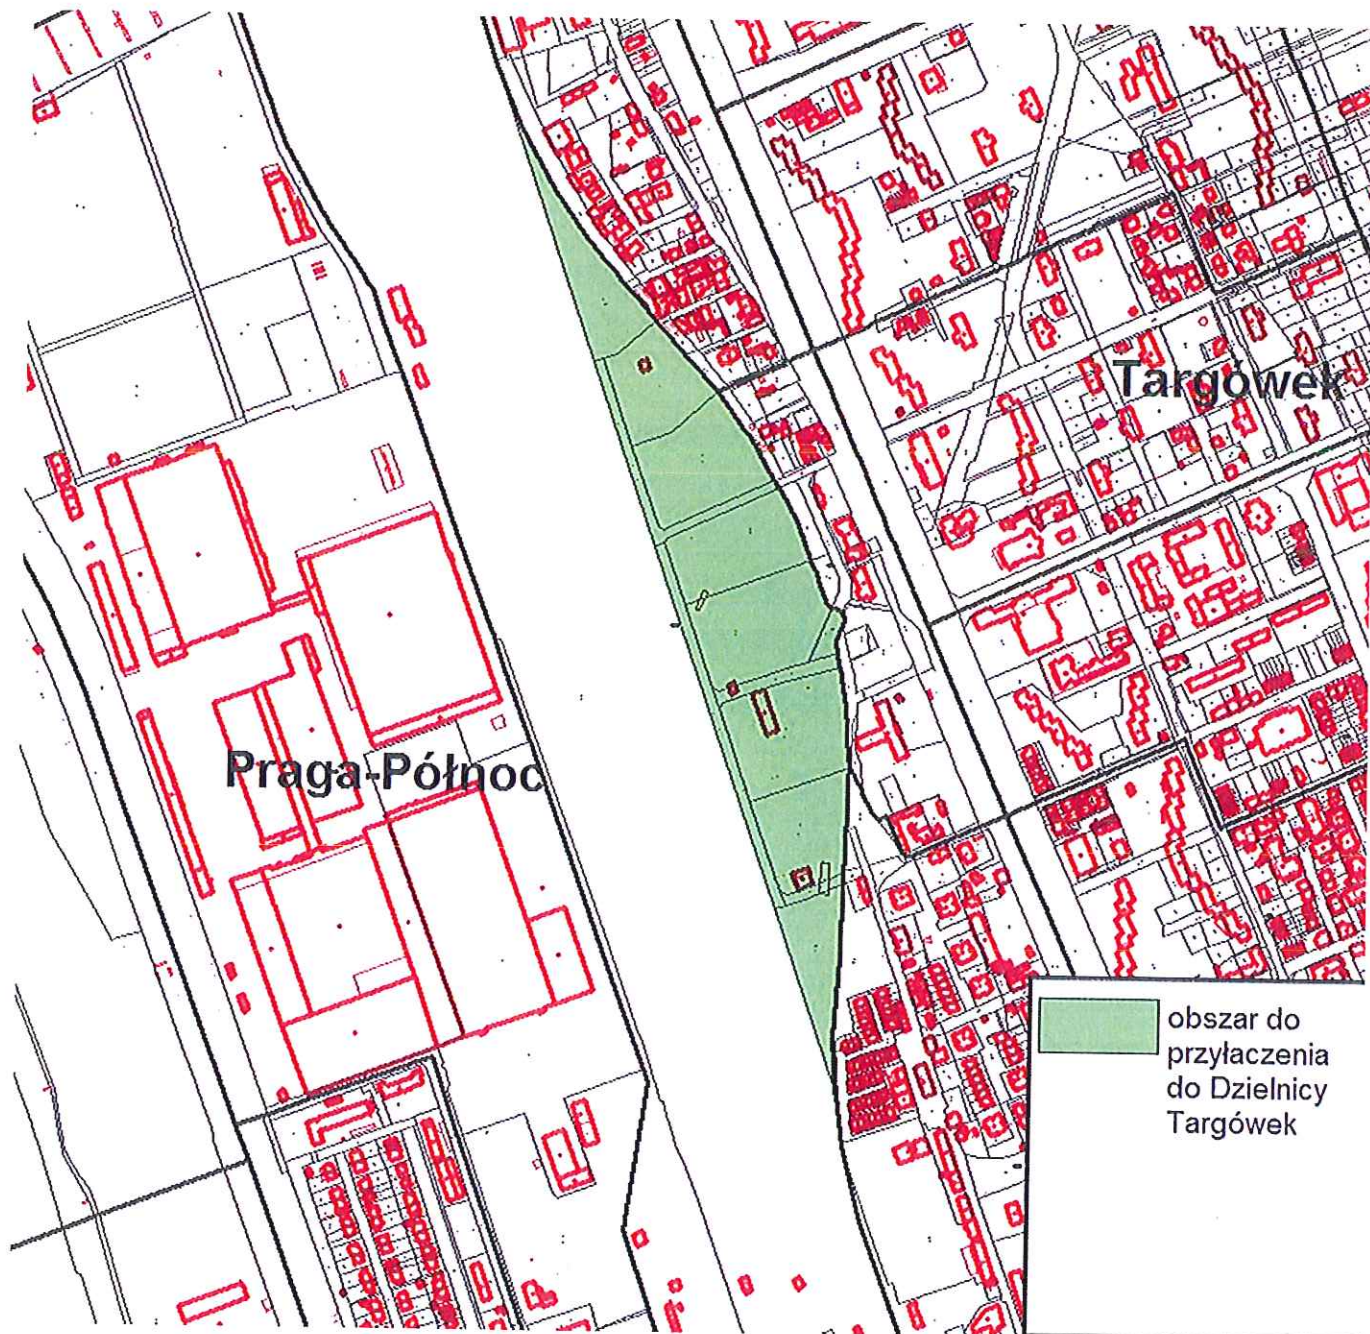 Targówek
Praga-Północ
obszar do
przyłaczenia
do Dzielnicy
Targówek